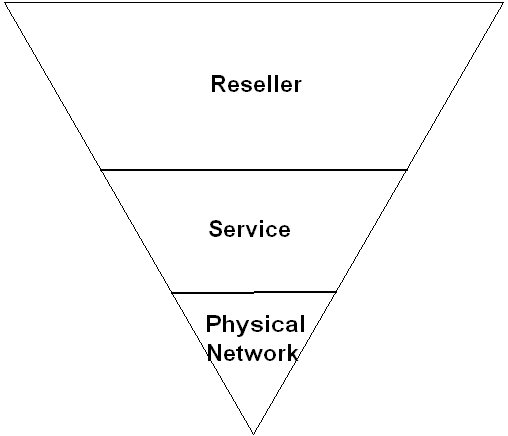 Reseller
Service
Physical
Network